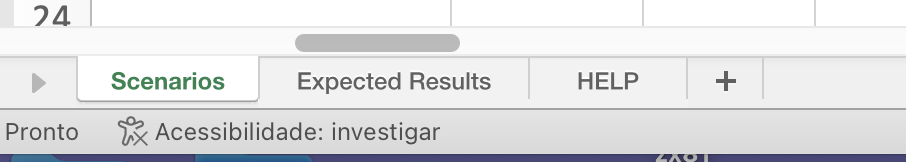 24
Scenarios Expected Results HELP +
Pronto Acessibilidade: investigar